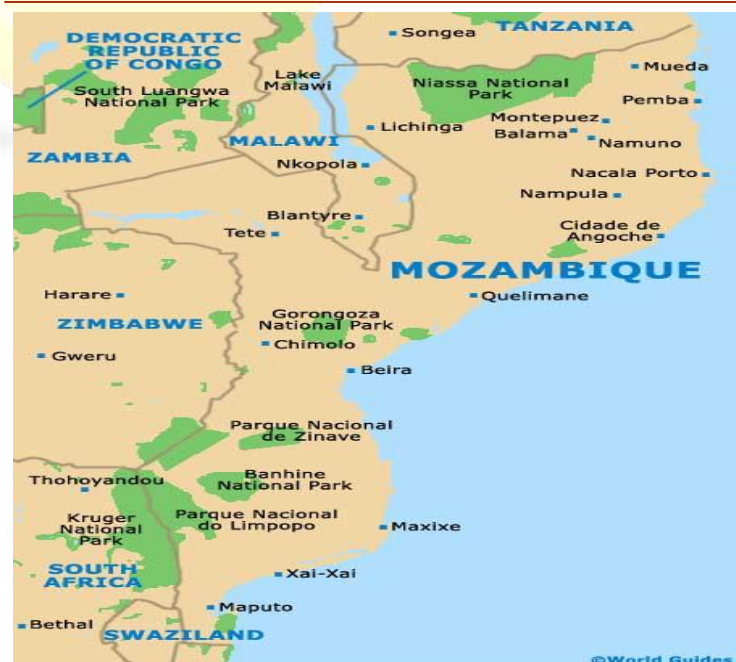 DEMOCRATIC
REPUBLIC
OF CONGO
TANZANIA
Songea
Lake
Malawi
Mueda
South Luangwa
National Park
Niassa National
Park
Pemba
Montepuez
Lichinga
Balama
Namuno
MALAWI
ZAMBIA
Nkopola
Nacala Porto
Nampula
Blantyre
Tete
Cidade de
Angoche
MOZAMBIQUE
Harare
Quelimane
ZIMBABWE
Gorongoza
National Park
Chimolo
Gweru
Beira
Parque Nacional
de Zinave
Thohoyandou
Banhine
National Park
Kruger
National
Park
Parque Nacional
do Limpopo
Maxixe
SOUTH
AFRICA
Xai-Xai
Maputo
Bethal
SWAZILAND
©World Guides